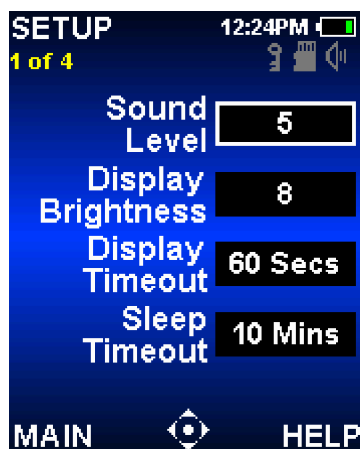 SETUP 12:24PM
1 of 4
Sound Level 5
Display Brightness 8
Display Timeout 60 Secs
Sleep Timeout 10 Mins
MAIN HELP